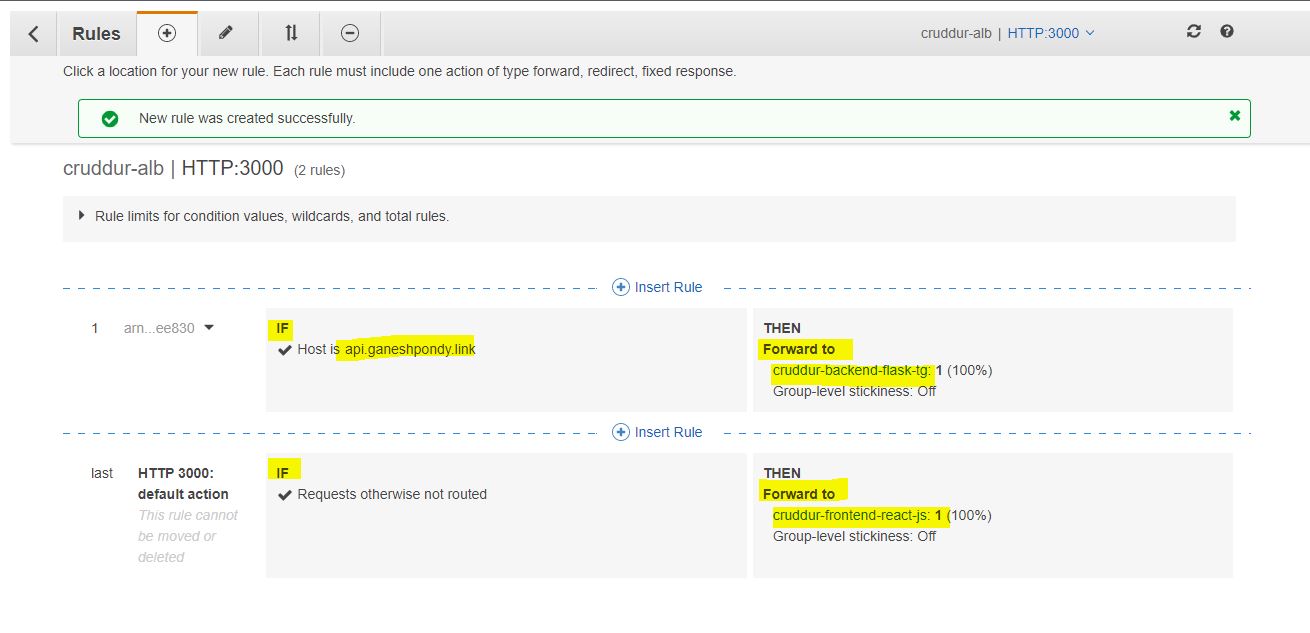 Rules
cruddur-alb | HTTP:3000
Click a location for your new rule. Each rule must include one action of type forward, redirect, fixed response.
New rule was created successfully.
cruddur-alb | HTTP:3000 (2 rules)
Rule limits for condition values, wildcards, and total rules.
Insert Rule
1 arn...ee830
IF
Host is api.ganeshpondy.link
THEN
Forward to
cruddur-backend-flask-tg: 1 (100%)
Group-level stickiness: Off
Insert Rule
last
HTTP 3000:
default action
This rule cannot
be moved or
deleted
IF
Requests otherwise not routed
THEN
Forward to
cruddur-frontend-react-js: 1 (100%)
Group-level stickiness: Off